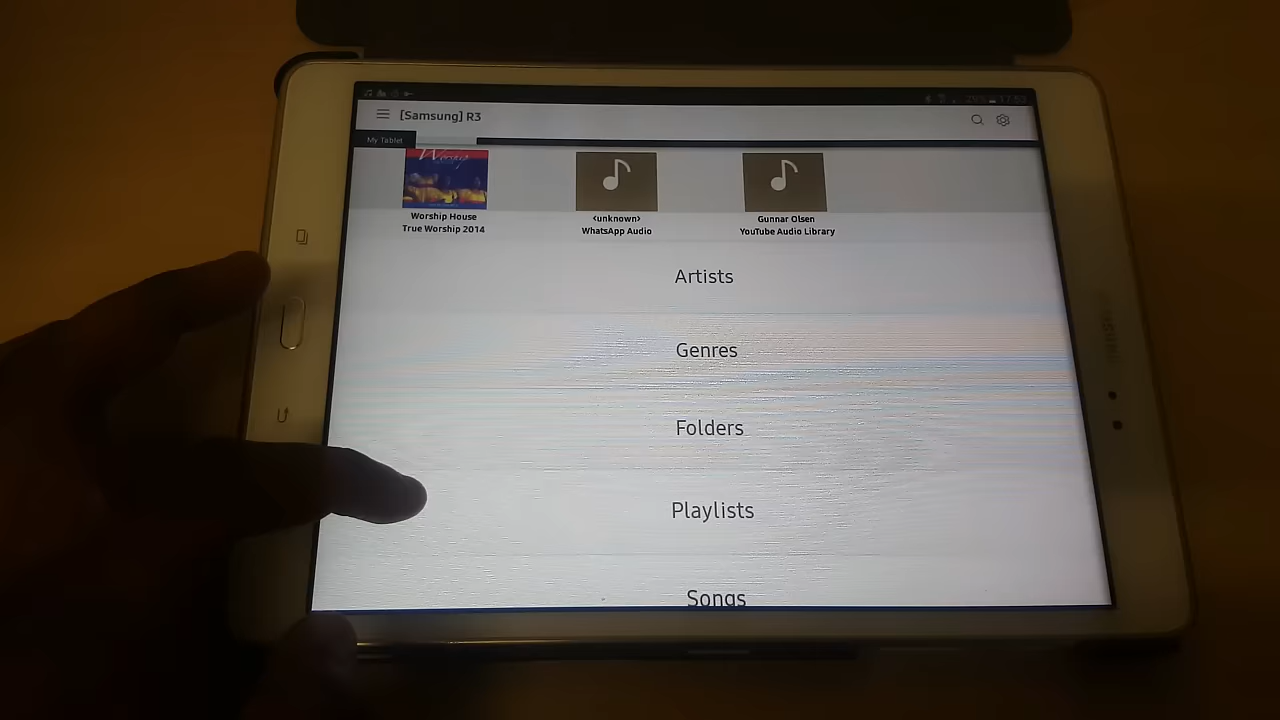 [Samsung] R3
My Tablet
Worship
Worship House
True Worship 2014
<unknown>
WhatsApp Audio
Gunnar Olsen
YouTube Audio Library
Artists
Genres
Folders
Playlists
Songs